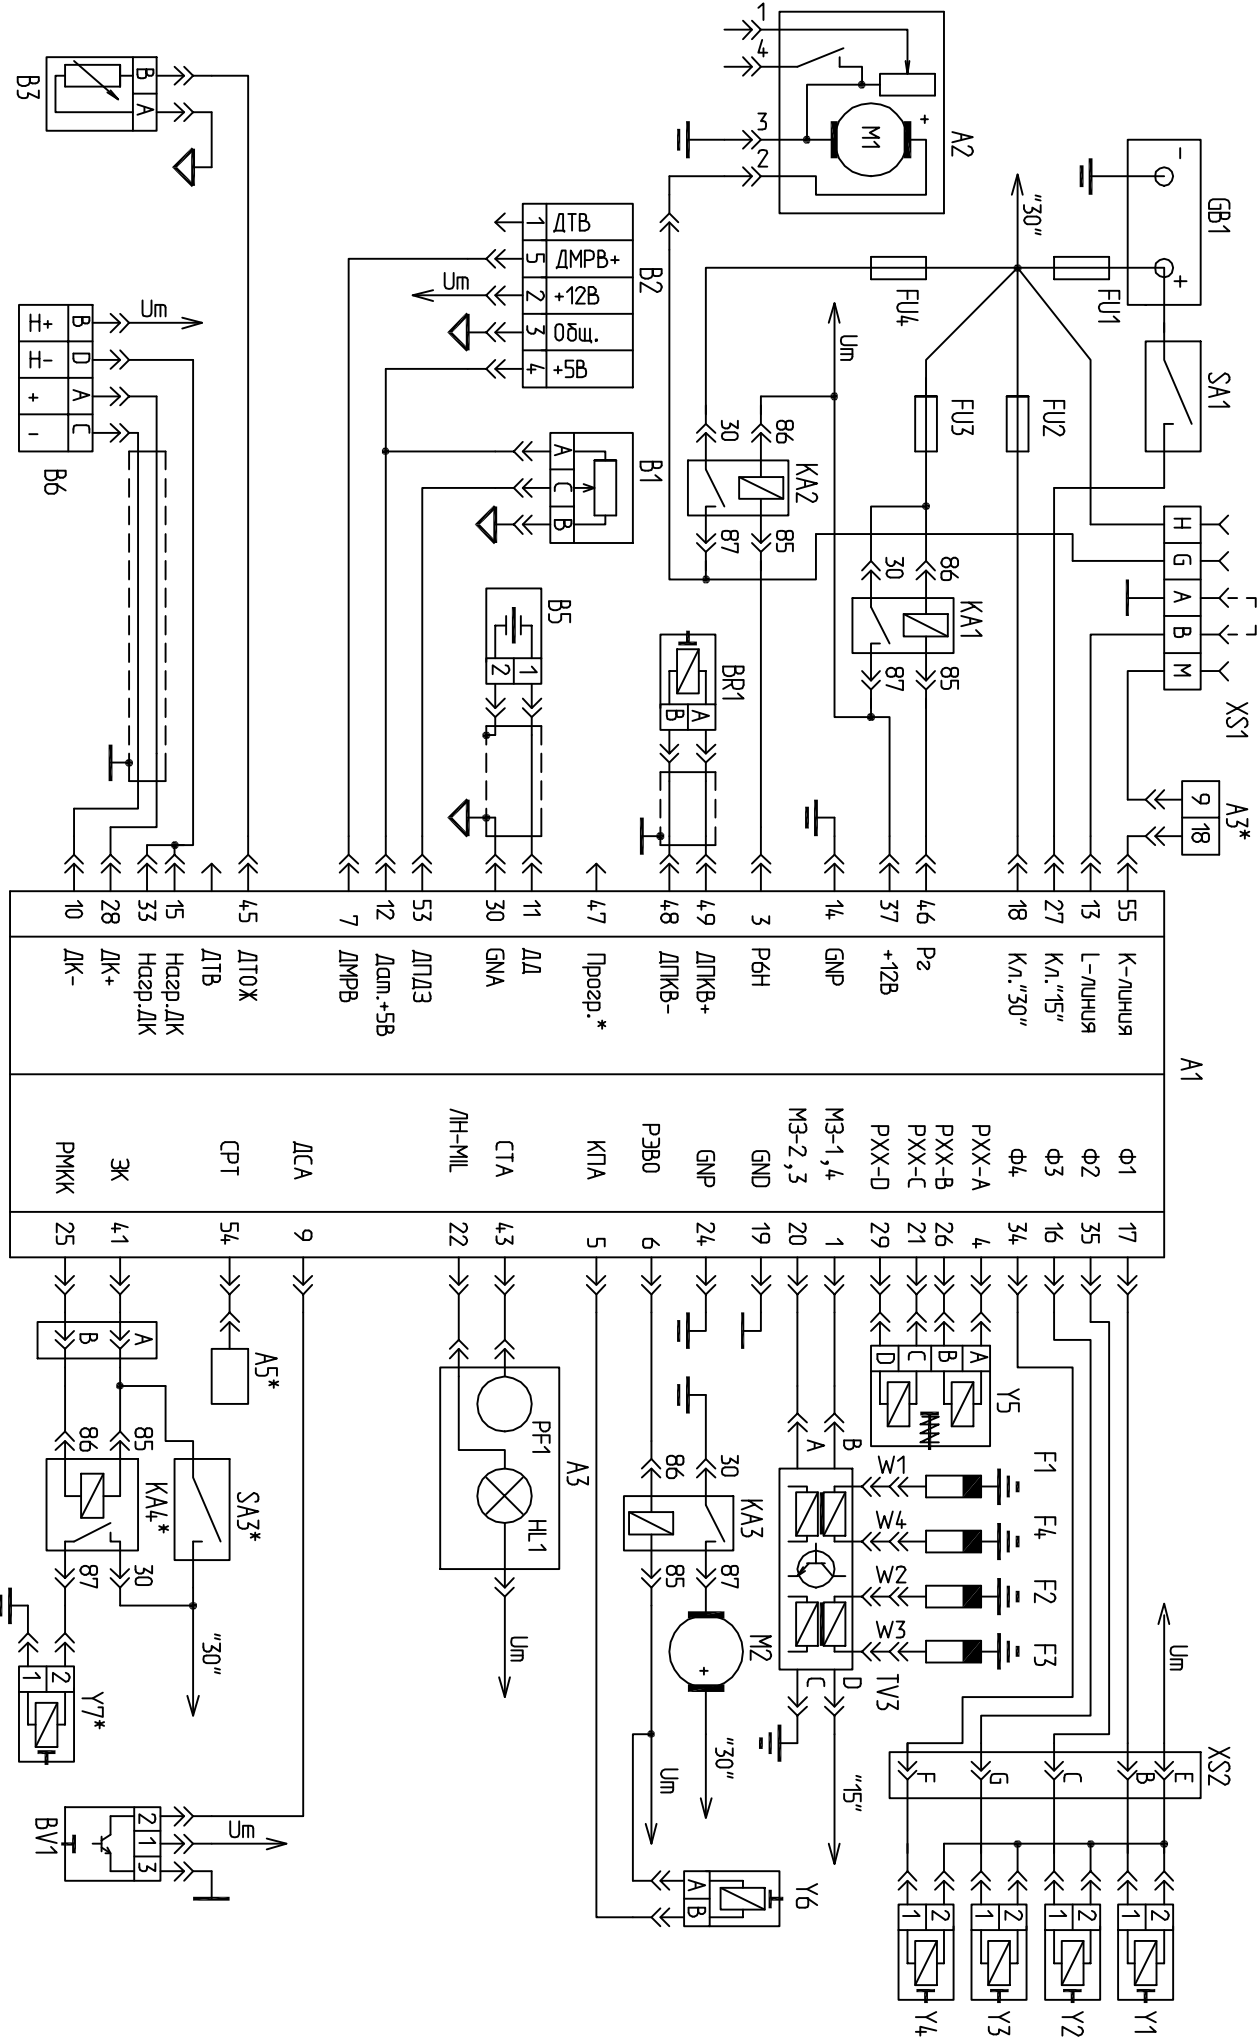 GB1
-
+
SA1
FU1
"30"
FU2
FU3
FU4
XS1
H
G
A
B
M
A3*
9
18
A2
M1
+
1
4
3
2
KA1
86
85
30
87
KA2
86
85
30
87
Um
BR1
A
B
B1
A
C
B
B2
ДТВ
ДМРВ+
+12В
Общ.
+5В
1
5
2
3
4
Um
B5
1
2
B3
B
A
B6
H+
H-
+
-
B
D
A
C
Um
A1
55 К-линия
13 L-линия
27 Кл."15"
18 Кл."30"
46 Рг
37 +12В
14 GNP
3 РБН
49 ДПКВ+
48 ДПКВ-
47 Прогр.*
11 ДД
30 GNA
53 ДПДЗ
12 Дат.+5В
7 ДМРВ
45 ДТОЖ
ДТВ
15 Нагр.ДК
33 Нагр.ДК
28 ДК+
10 ДК-
Ф1 17
Ф2 35
Ф3 16
Ф4 34
РХХ-A 4
РХХ-B 26
РХХ-C 21
РХХ-D 29
МЗ-1,4 1
МЗ-2,3 20
GND 19
GNP 24
РЭВО 6
КПА 5
СТА 43
ЛН-MIL 22
ДСА 9
СРТ 54
ЗК 41
РМКК 25
Y5
A
B
C
D
F1
F4
F2
F3
W1
W4
W2
W3
TV3
B
A
D
C
"15"
Um
XS2
E
B
C
G
F
2
1
Y1
2
1
Y2
2
1
Y3
2
1
Y4
KA3
30
87
86
85
M2
+
"30"
Um
Y6
A
B
A3
PF1
HL1
Um
A5*
A
B
SA3*
KA4*
85
86
30
87
"30"
Y7*
2
1
BV1
2
1
3
Um